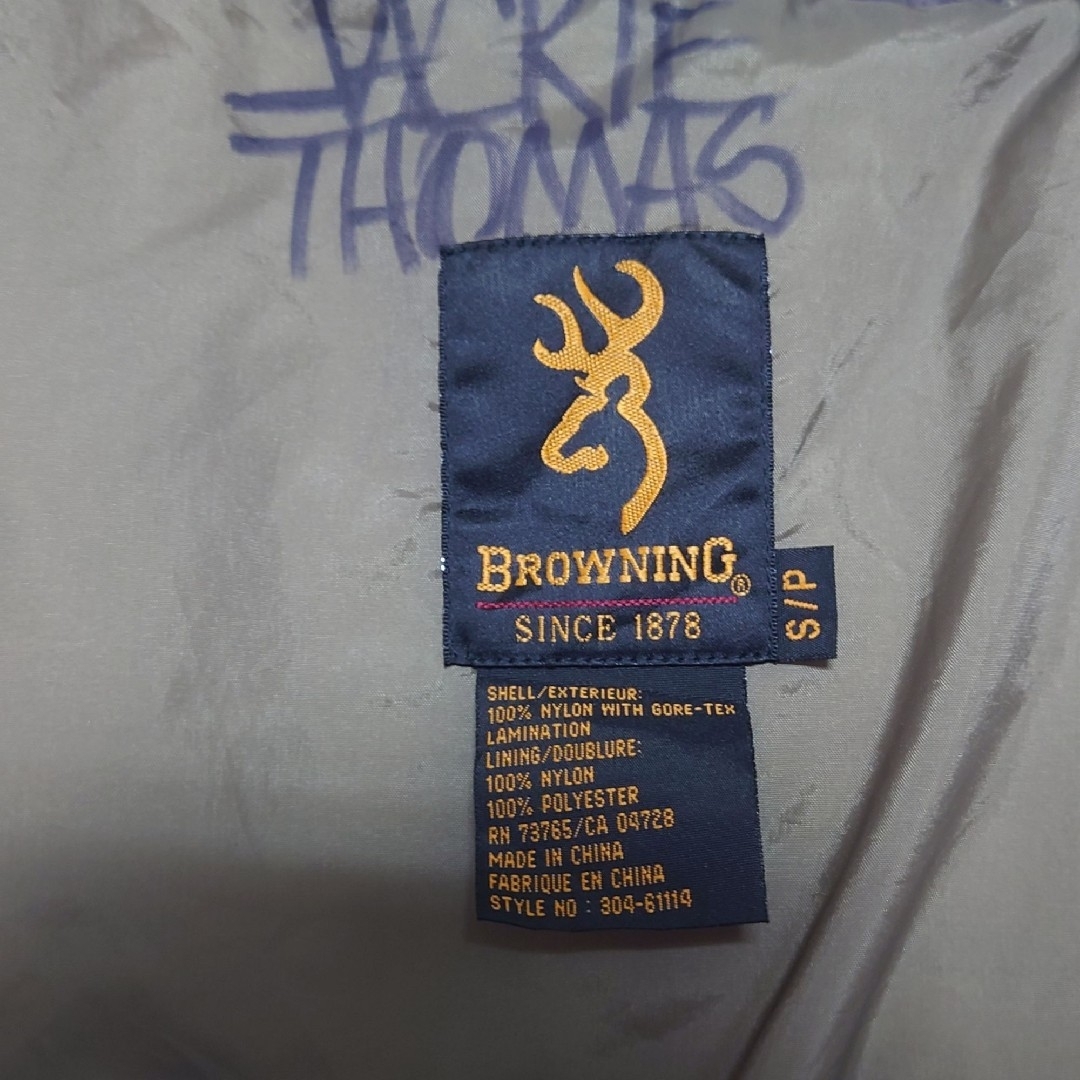 JACKIE
THOMAS
BROWNING®
SINCE 1878
S/P
SHELL/EXTERIEUR:
100% NYLON WITH GORE-TEX
LAMINATION
LINING/DOUBLURE:
100% NYLON
100% POLYESTER
RN 73765/CA 04728
MADE IN CHINA
FABRIQUE EN CHINA
STYLE NO : 304-61114